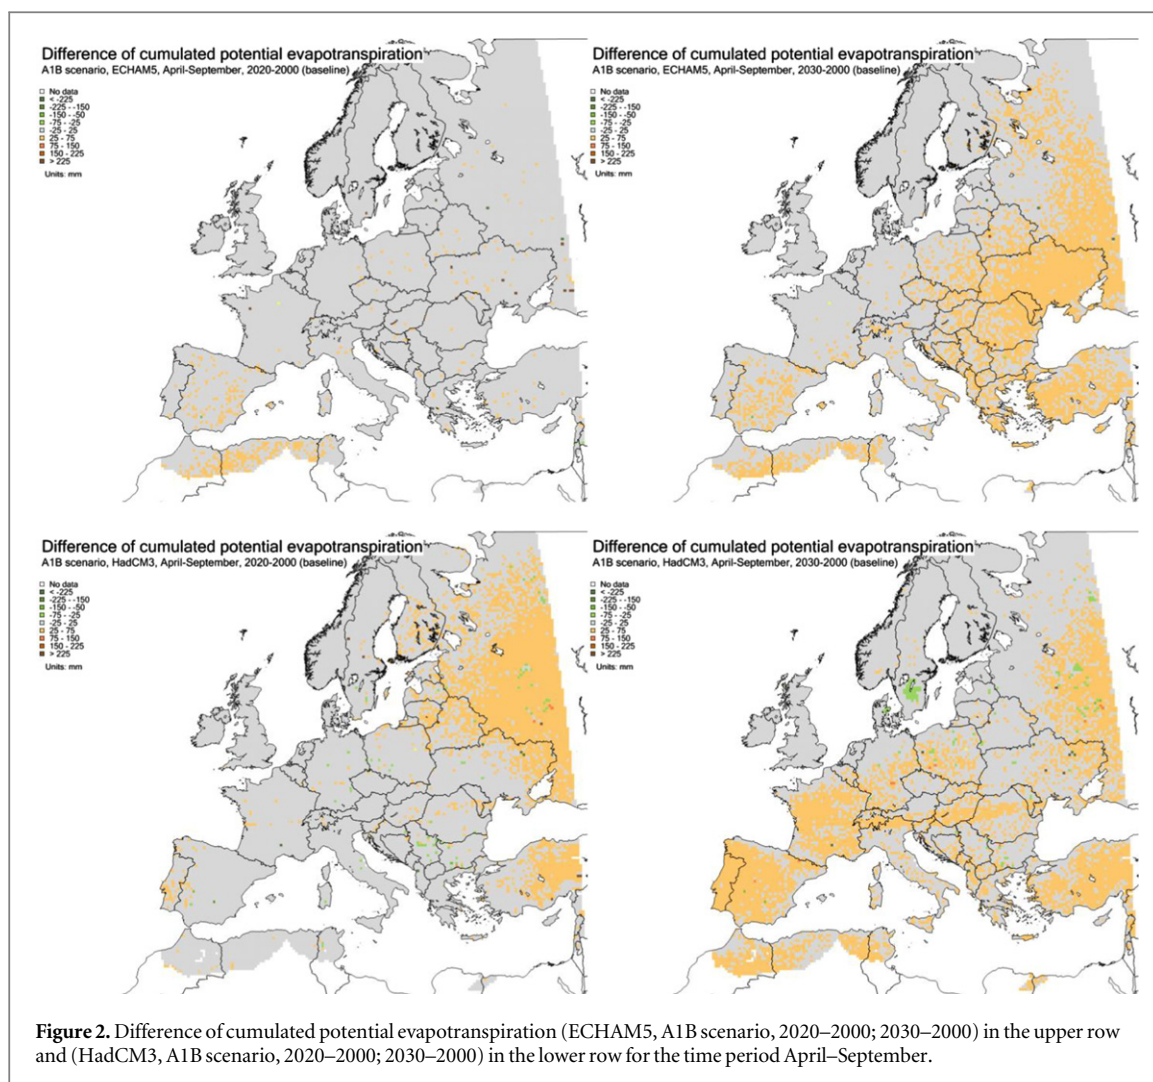 Difference of cumulated potential evapotranspiration
A1B scenario, ECHAM5, April-September, 2020-2000 (baseline)
No data
< -225
-225 - -150
-150 - -50
-75 - -25
-25 - 25
25 - 75
75 - 150
150 - 225
> 225
Units: mm
Difference of cumulated potential evapotranspiration
A1B scenario, ECHAM5, April-September, 2030-2000 (baseline)
No data
< -225
-225 - -150
-150 - -50
-75 - -25
-25 - 25
25 - 75
75 - 150
150 - 225
> 225
Units: mm
Difference of cumulated potential evapotranspiration
A1B scenario, HadCM3, April-September, 2020-2000 (baseline)
No data
< -225
-225 - -150
-150 - -50
-75 - -25
-25 - 25
25 - 75
75 - 150
150 - 225
> 225
Units: mm
Difference of cumulated potential evapotranspiration
A1B scenario, HadCM3, April-September, 2030-2000 (baseline)
No data
< -225
-225 - -150
-150 - -50
-75 - -25
-25 - 25
25 - 75
75 - 150
150 - 225
> 225
Units: mm
Figure 2. Difference of cumulated potential evapotranspiration (ECHAM5, A1B scenario, 2020–2000; 2030–2000) in the upper row
and (HadCM3, A1B scenario, 2020–2000; 2030–2000) in the lower row for the time period April–September.